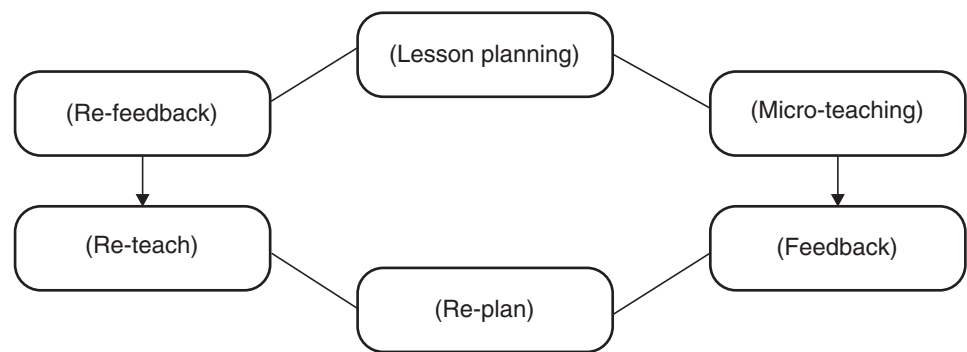 (Lesson planning)
(Re-feedback)
(Micro-teaching)
(Re-teach)
(Feedback)
(Re-plan)